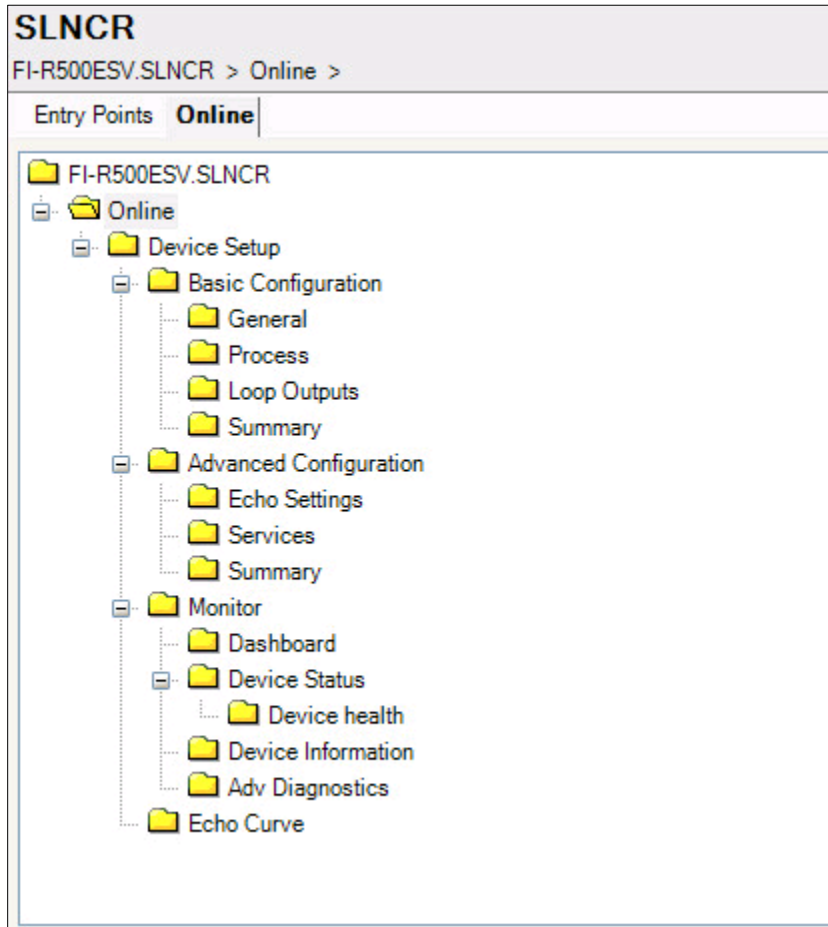 SLNCR
FI-R500ESV.SLNCR > Online >
Entry Points Online
FI-R500ESV.SLNCR
Online
Device Setup
Basic Configuration
General
Process
Loop Outputs
Summary
Advanced Configuration
Echo Settings
Services
Summary
Monitor
Dashboard
Device Status
Device health
Device Information
Adv Diagnostics
Echo Curve